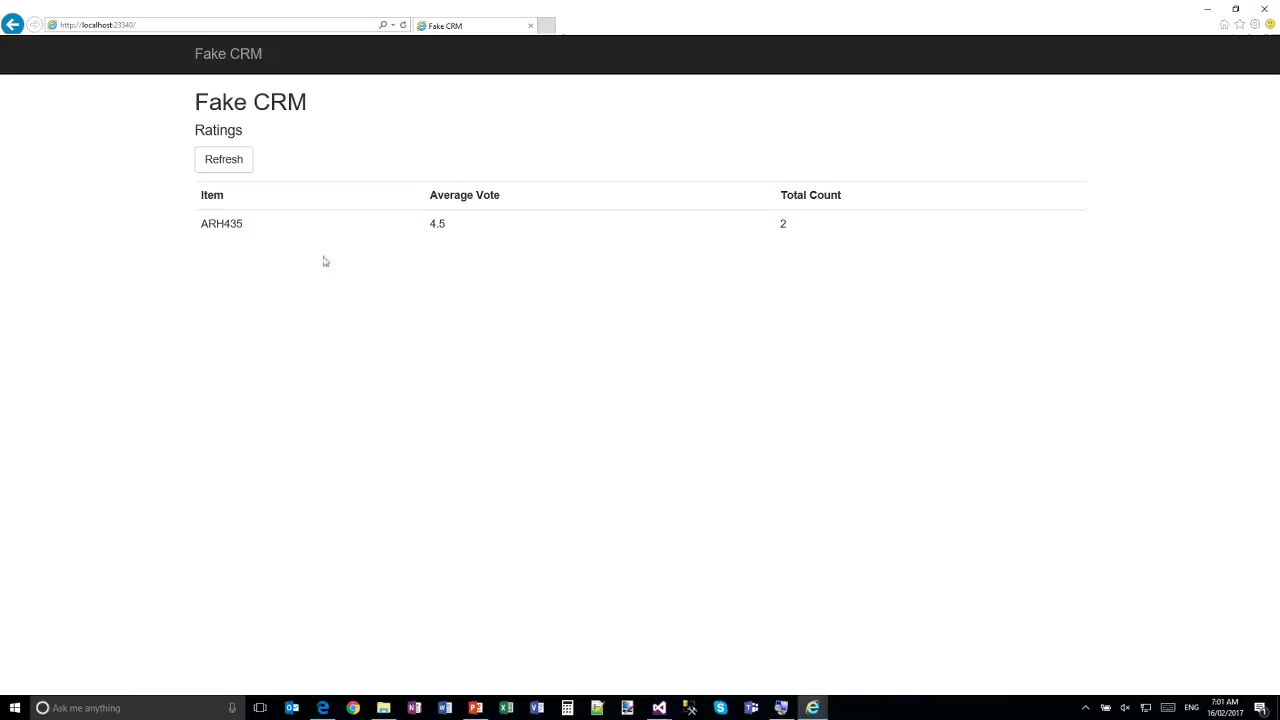 http://localhost:23340/
Fake CRM
Fake CRM
Fake CRM
Ratings
Refresh
Item Average Vote Total Count
ARH435 4.5 2
Ask me anything
ENG
7:01 AM
16/02/2017